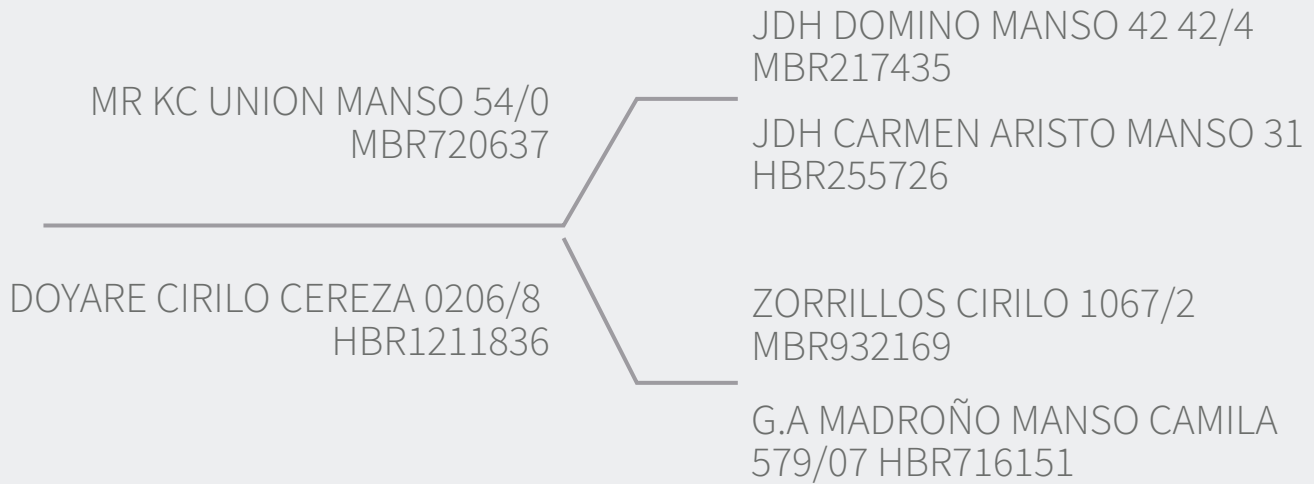 MR KC UNION MANSO 54/0
MBR720637
DOYARE CIRILO CEREZA 0206/8
HBR1211836
JDH DOMINO MANSO 42 42/4
MBR217435
JDH CARMEN ARISTO MANSO 31
HBR255726
ZORRILLOS CIRILO 1067/2
MBR932169
G.A MADROÑO MANSO CAMILA
579/07 HBR716151